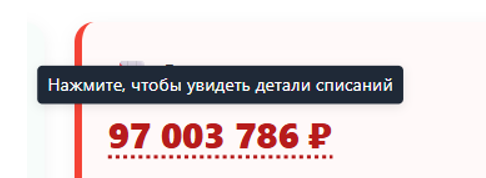 Нажмите, чтобы увидеть детали списаний
97 003 786 ₽